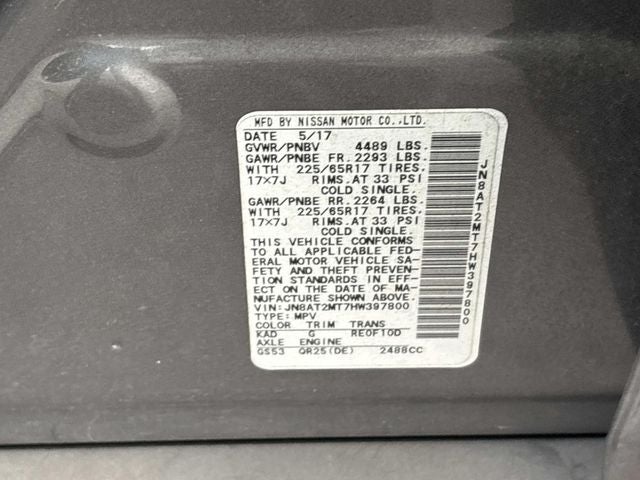 MFD BY NISSAN MOTOR CO.,LTD.
DATE 5/17
GVWR/PNBV 4489 LBS.
GAWR/PNBE FR. 2293 LBS.
WITH 225/65R17 TIRES.
17×7J RIMS.AT 33 PSI
COLD SINGLE.
GAWR/PNBE RR. 2264 LBS.
WITH 225/65R17 TIRES.
17×7J RIMS.AT 33 PSI
COLD SINGLE.
THIS VEHICLE CONFORMS
TO ALL APPLICABLE FED-
ERAL MOTOR VEHICLE SA-
FETY AND THEFT PREVEN-
TION STANDARDS IN EFF-
ECT ON THE DATE OF MA-
NUFACTURE SHOWN ABOVE.
VIN:JN8AT2MT7HW397800
TYPE:MPV
COLOR TRIM TRANS
KAD G RE0F10D
AXLE ENGINE
GS53 QR25(DE) 2488CC
JN8AT2MT7HW397800